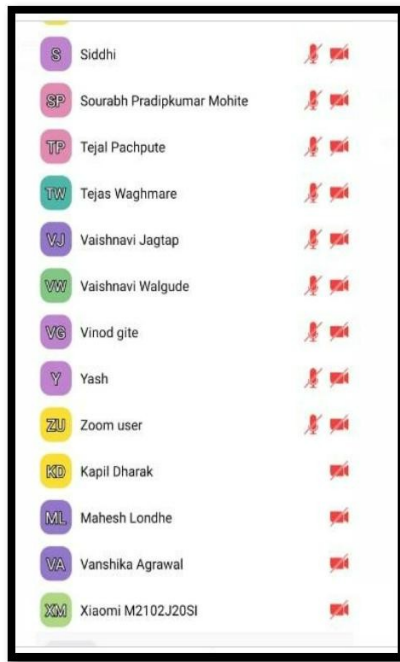 S Siddhi
SP Sourabh Pradipkumar Mohite
TP Tejal Pachpute
TW Tejas Waghmare
VJ Vaishnavi Jagtap
VW Vaishnavi Walgude
VG Vinod gite
Y Yash
ZU Zoom user
KD Kapil Dharak
ML Mahesh Londhe
VA Vanshika Agrawal
XM Xiaomi M2102J20SI